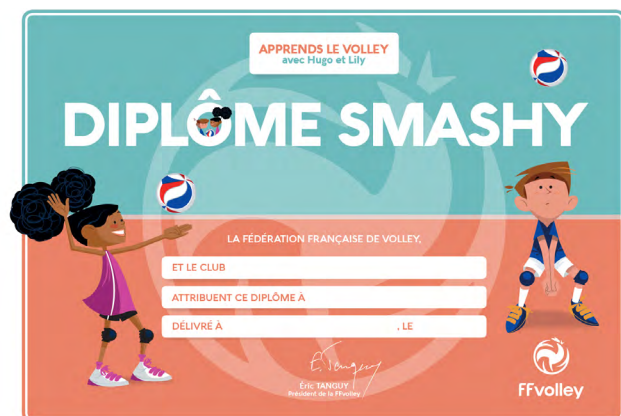 APPRENDS LE VOLLEY
avec Hugo et Lily
DIPLÔME SMASHY
LA FÉDÉRATION FRANÇAISE DE VOLLEY,
ET LE CLUB
ATTRIBUENT CE DIPLÔME À
DÉLIVRÉ À , LE
E. Tanguy
Éric TANGUY
Président de la FFvolley
FFvolley